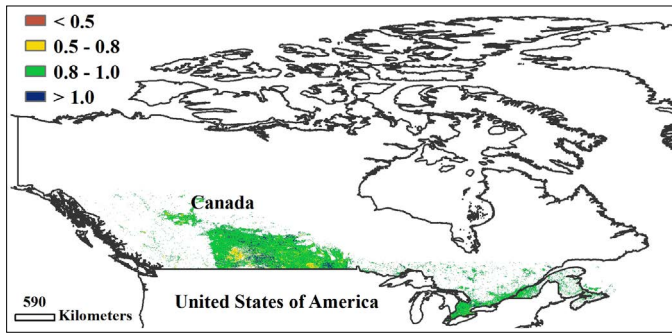 < 0.5
0.5 - 0.8
0.8 - 1.0
> 1.0
Canada
United States of America
590
Kilometers